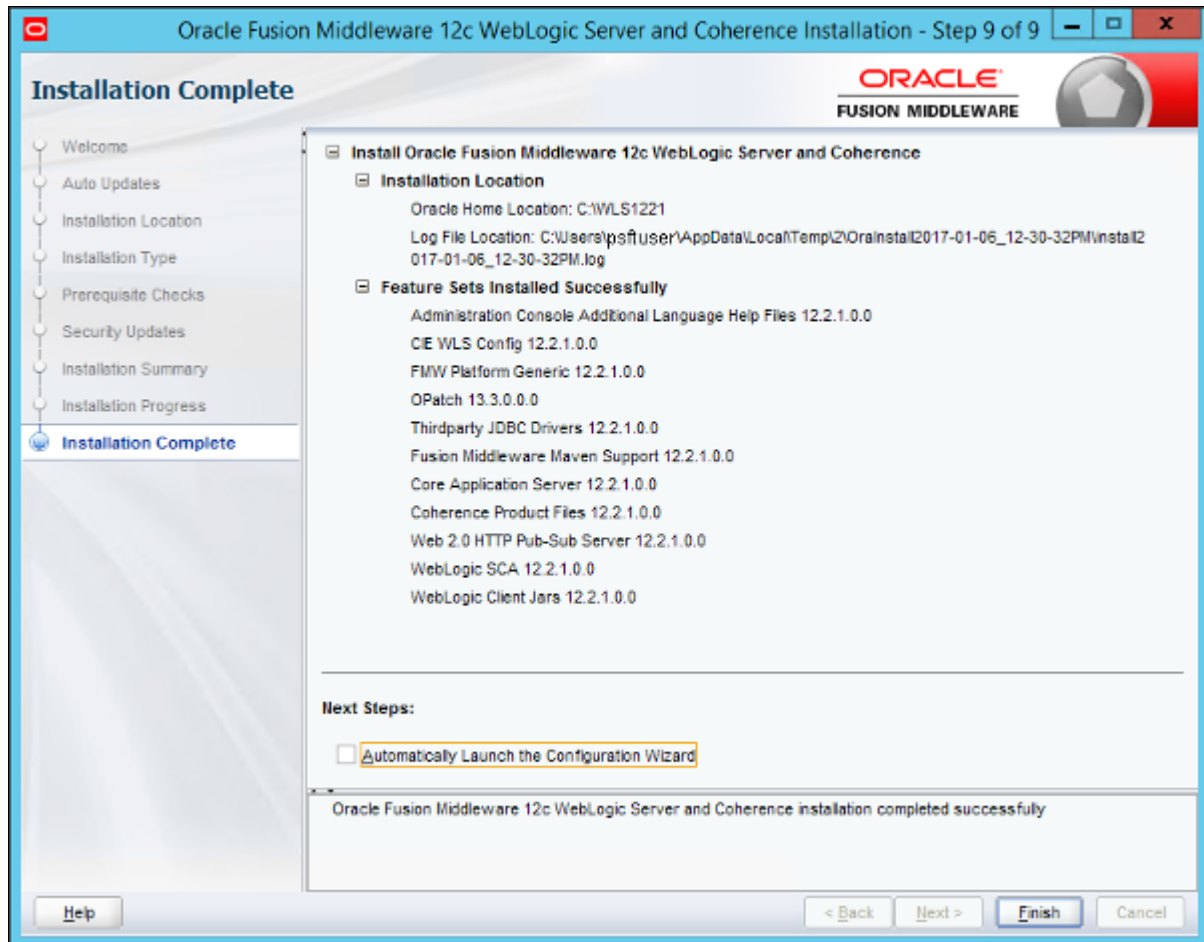 Oracle Fusion Middleware 12c WebLogic Server and Coherence Installation - Step 9 of 9
Installation Complete
ORACLE
FUSION MIDDLEWARE
Welcome
Auto Updates
Installation Location
Installation Type
Prerequisite Checks
Security Updates
Installation Summary
Installation Progress
Installation Complete
Install Oracle Fusion Middleware 12c WebLogic Server and Coherence
Installation Location
Oracle Home Location: C:\WLS1221
Log File Location: C:\Users\psftuser\AppData\Local\Temp\2\OraInstall2017-01-06_12-30-32PM\install2
017-01-06_12-30-32PM.log
Feature Sets Installed Successfully
Administration Console Additional Language Help Files 12.2.1.0.0
CIE WLS Config 12.2.1.0.0
FMW Platform Generic 12.2.1.0.0
OPatch 13.3.0.0.0
Thirdparty JDBC Drivers 12.2.1.0.0
Fusion Middleware Maven Support 12.2.1.0.0
Core Application Server 12.2.1.0.0
Coherence Product Files 12.2.1.0.0
Web 2.0 HTTP Pub-Sub Server 12.2.1.0.0
WebLogic SCA 12.2.1.0.0
WebLogic Client Jars 12.2.1.0.0
Next Steps:
Automatically Launch the Configuration Wizard
Oracle Fusion Middleware 12c WebLogic Server and Coherence installation completed successfully
Help
< Back
Next >
Finish
Cancel